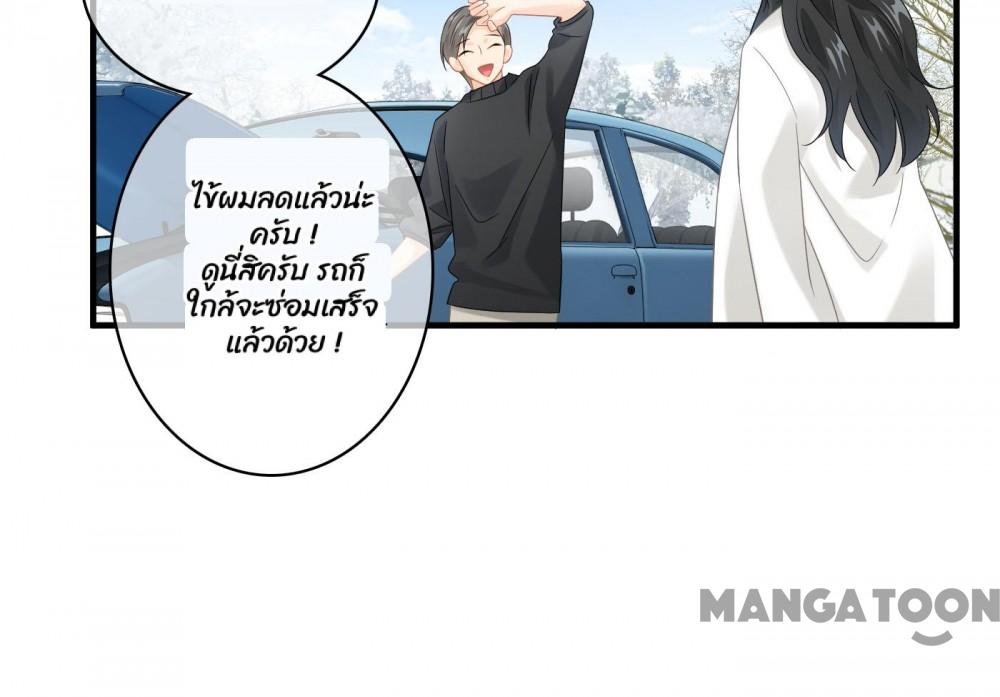 ไข้ผมลดแล้วน่ะ
ครับ !
ดูนี่สิครับ รถก็
ใกล้จะซ่อมเสร็จ
แล้วด้วย !
MANGATOON